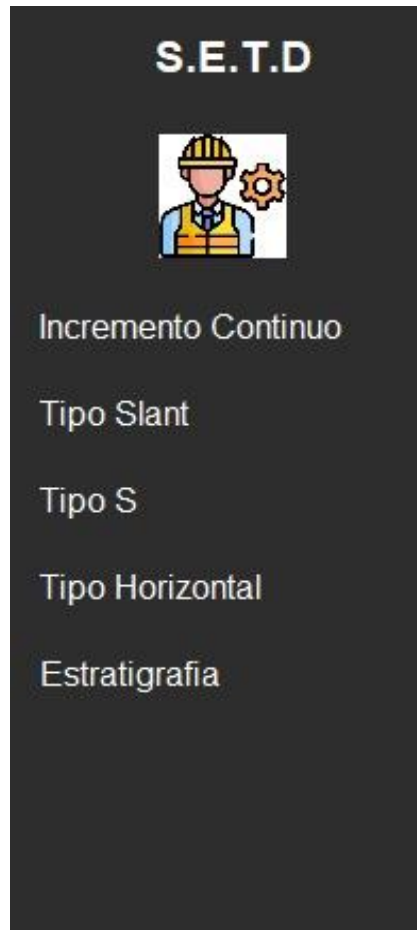 S.E.T.D
Incremento Continuo
Tipo Slant
Tipo S
Tipo Horizontal
Estratigrafia